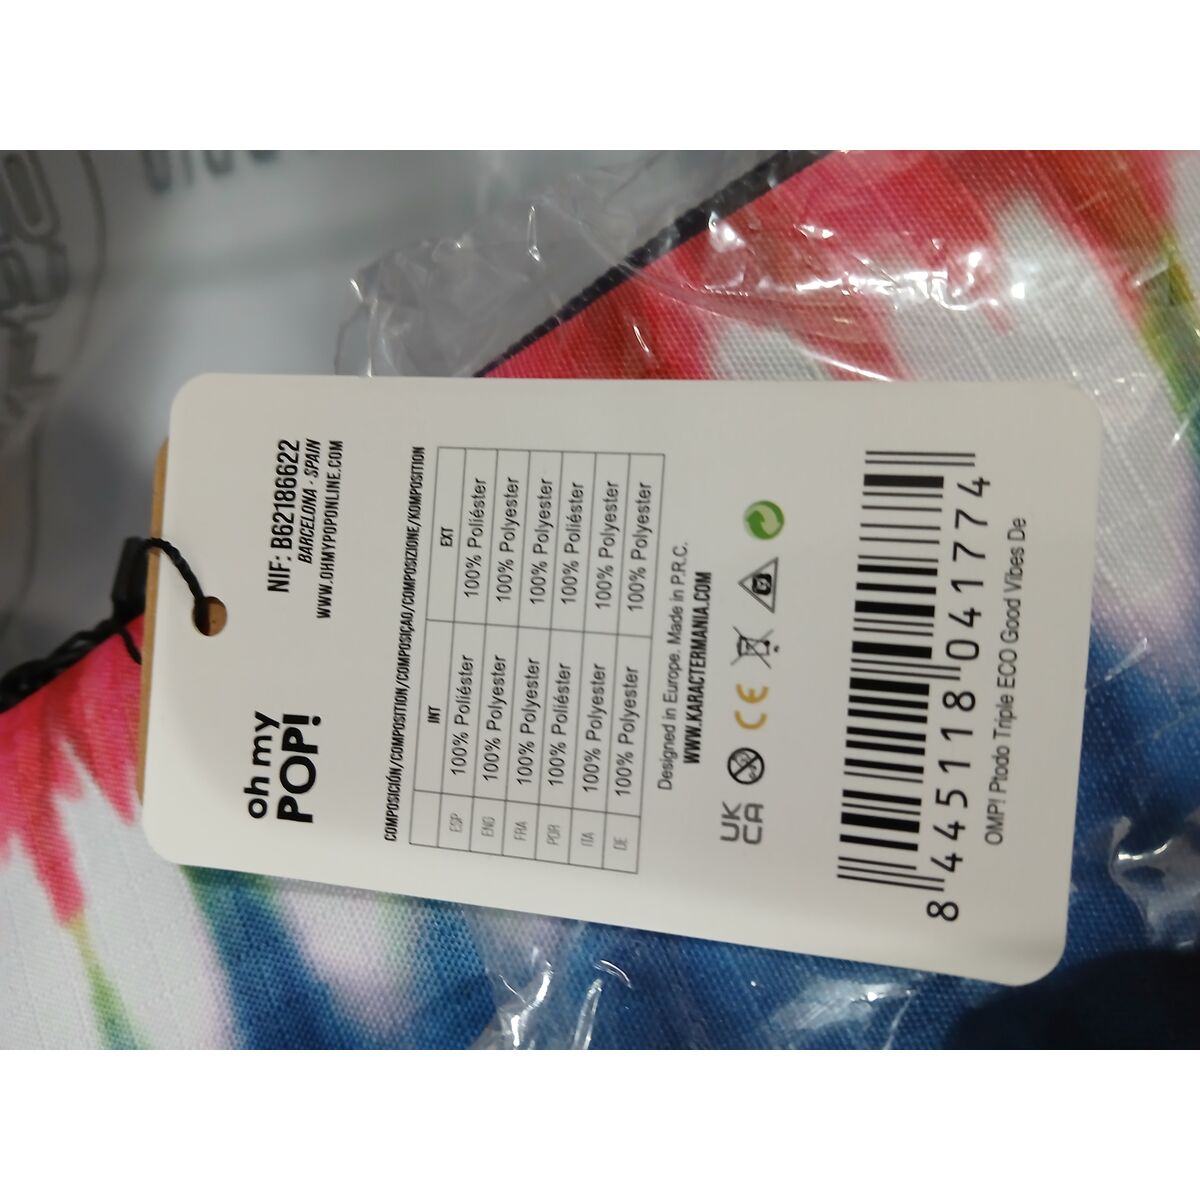 oh my
POP!
NIF: B62186622
BARCELONA - SPAIN
WWW.OHMYPOPONLINE.COM
COMPOSICIÓN/COMPOSITION/COMPOSIÇAO/COMPOSIZIONE/KOMPOSITION
INT EXT
ESP 100% Poliéster 100% Poliéster
ENG 100% Polyester 100% Polyester
FRA 100% Polyester 100% Polyester
POR 100% Poliéster 100% Poliéster
ITA 100% Polyester 100% Polyester
DE 100% Polyester 100% Polyester
Designed in Europe. Made in P.R.C.
WWW.KARACTERMANIA.COM
UK
CA
CE
8 445118 041774
OMP! Ptodo Triple ECO Good Vibes De